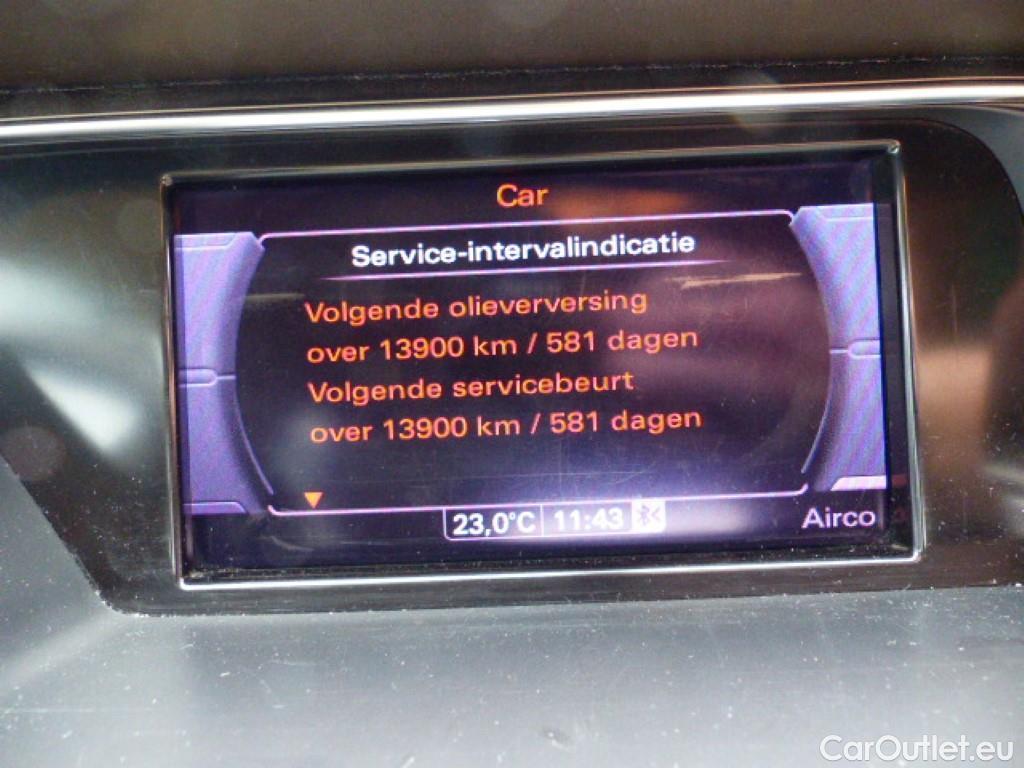 Car
Service-intervalindicatie
Volgende olieverversing
over 13900 km / 581 dagen
Volgende servicebeurt
over 13900 km / 581 dagen
23,0°C 11:43
Airco
CarOutlet.eu